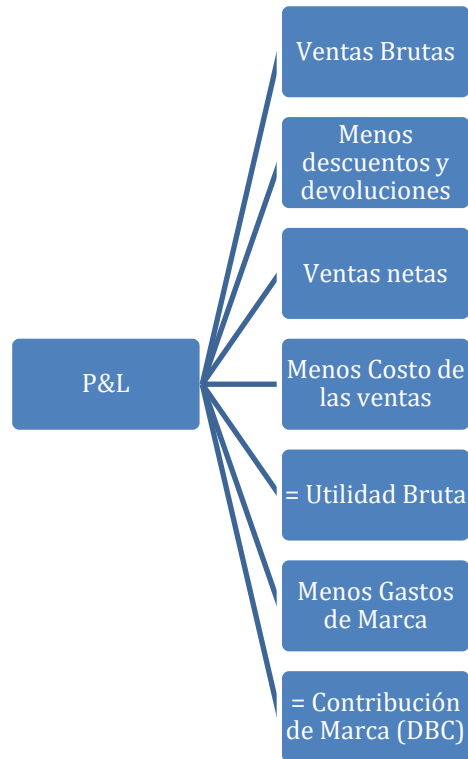 Ventas Brutas
Menos
descuentos y
devoluciones
Ventas netas
P&L
Menos Costo de
las ventas
= Utilidad Bruta
Menos Gastos
de Marca
= Contribución
de Marca (DBC)